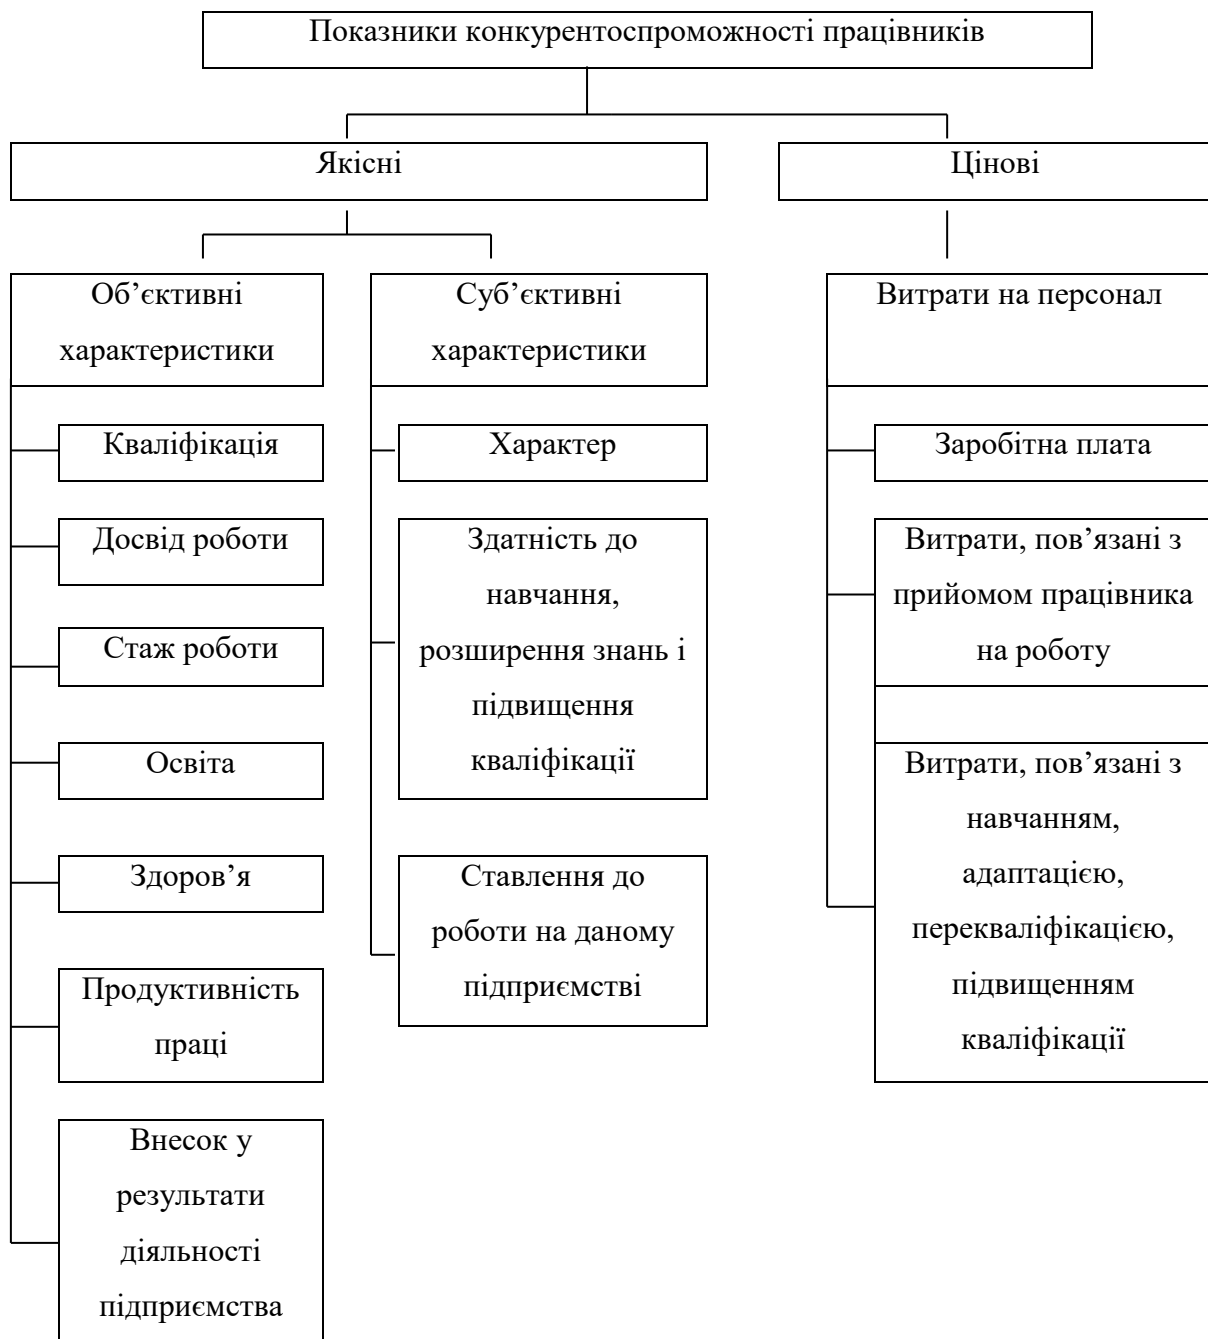 Показники конкурентоспроможності працівників
Якісні
Цінові
Об’єктивні
характеристики
Кваліфікація
Досвід роботи
Стаж роботи
Освіта
Здоров’я
Продуктивність
праці
Внесок у
результати
діяльності
підприємства
Суб’єктивні
характеристики
Характер
Здатність до
навчання,
розширення знань і
підвищення
кваліфікації
Ставлення до
роботи на даному
підприємстві
Витрати на персонал
Заробітна плата
Витрати, пов’язані з
прийомом працівника
на роботу
Витрати, пов’язані з
навчанням,
адаптацією,
перекваліфікацією,
підвищенням
кваліфікації